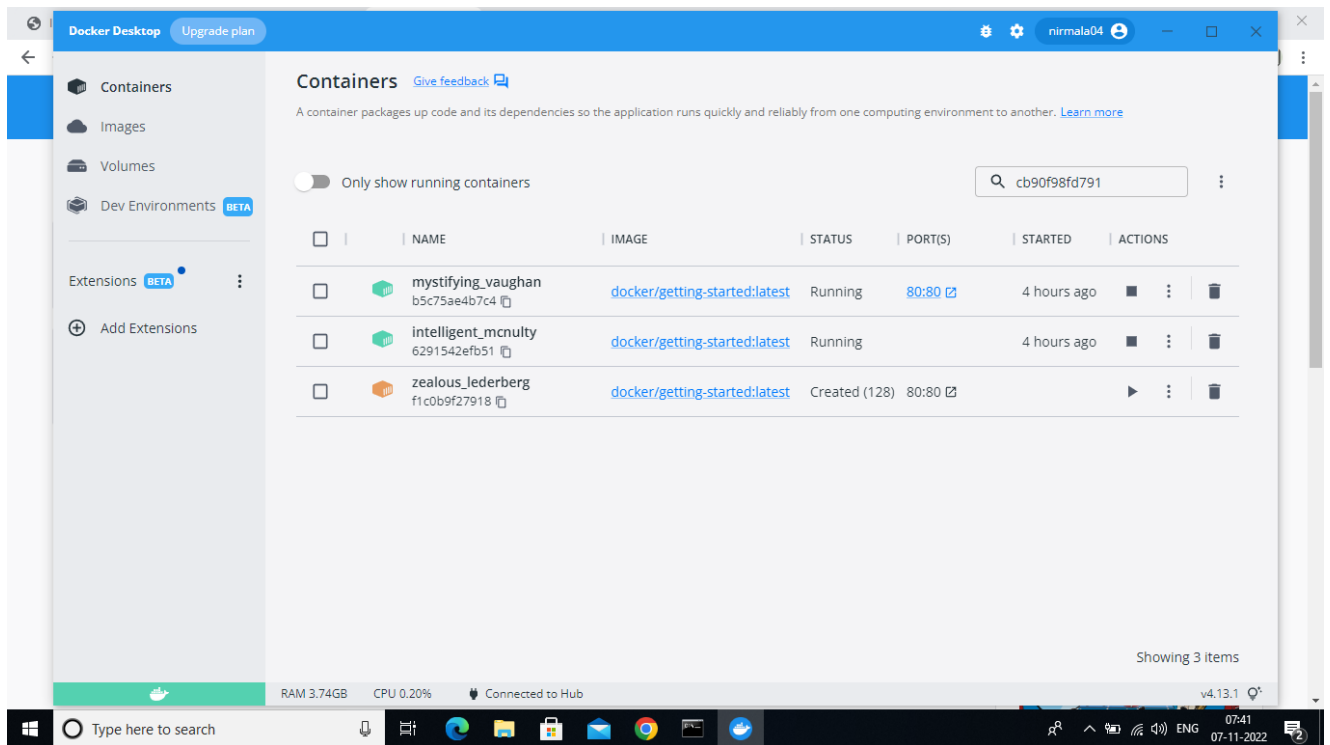 Docker Desktop Upgrade plan nirmala04
Containers
Images
Volumes
Dev Environments BETA
Extensions BETA
Add Extensions
Containers Give feedback
A container packages up code and its dependencies so the application runs quickly and reliably from one computing environment to another. Learn more
Only show running containers cb90f98fd791
NAME IMAGE STATUS PORT(S) STARTED ACTIONS
mystifying_vaughan
b5c75ae4b7c4 docker/getting-started:latest Running 80:80 4 hours ago
intelligent_mcnulty
6291542efb51 docker/getting-started:latest Running 4 hours ago
zealous_lederberg
f1c0b9f27918 docker/getting-started:latest Created (128) 80:80
Showing 3 items
RAM 3.74GB CPU 0.20% Connected to Hub v4.13.1
Type here to search ENG 07:41
07-11-2022 2